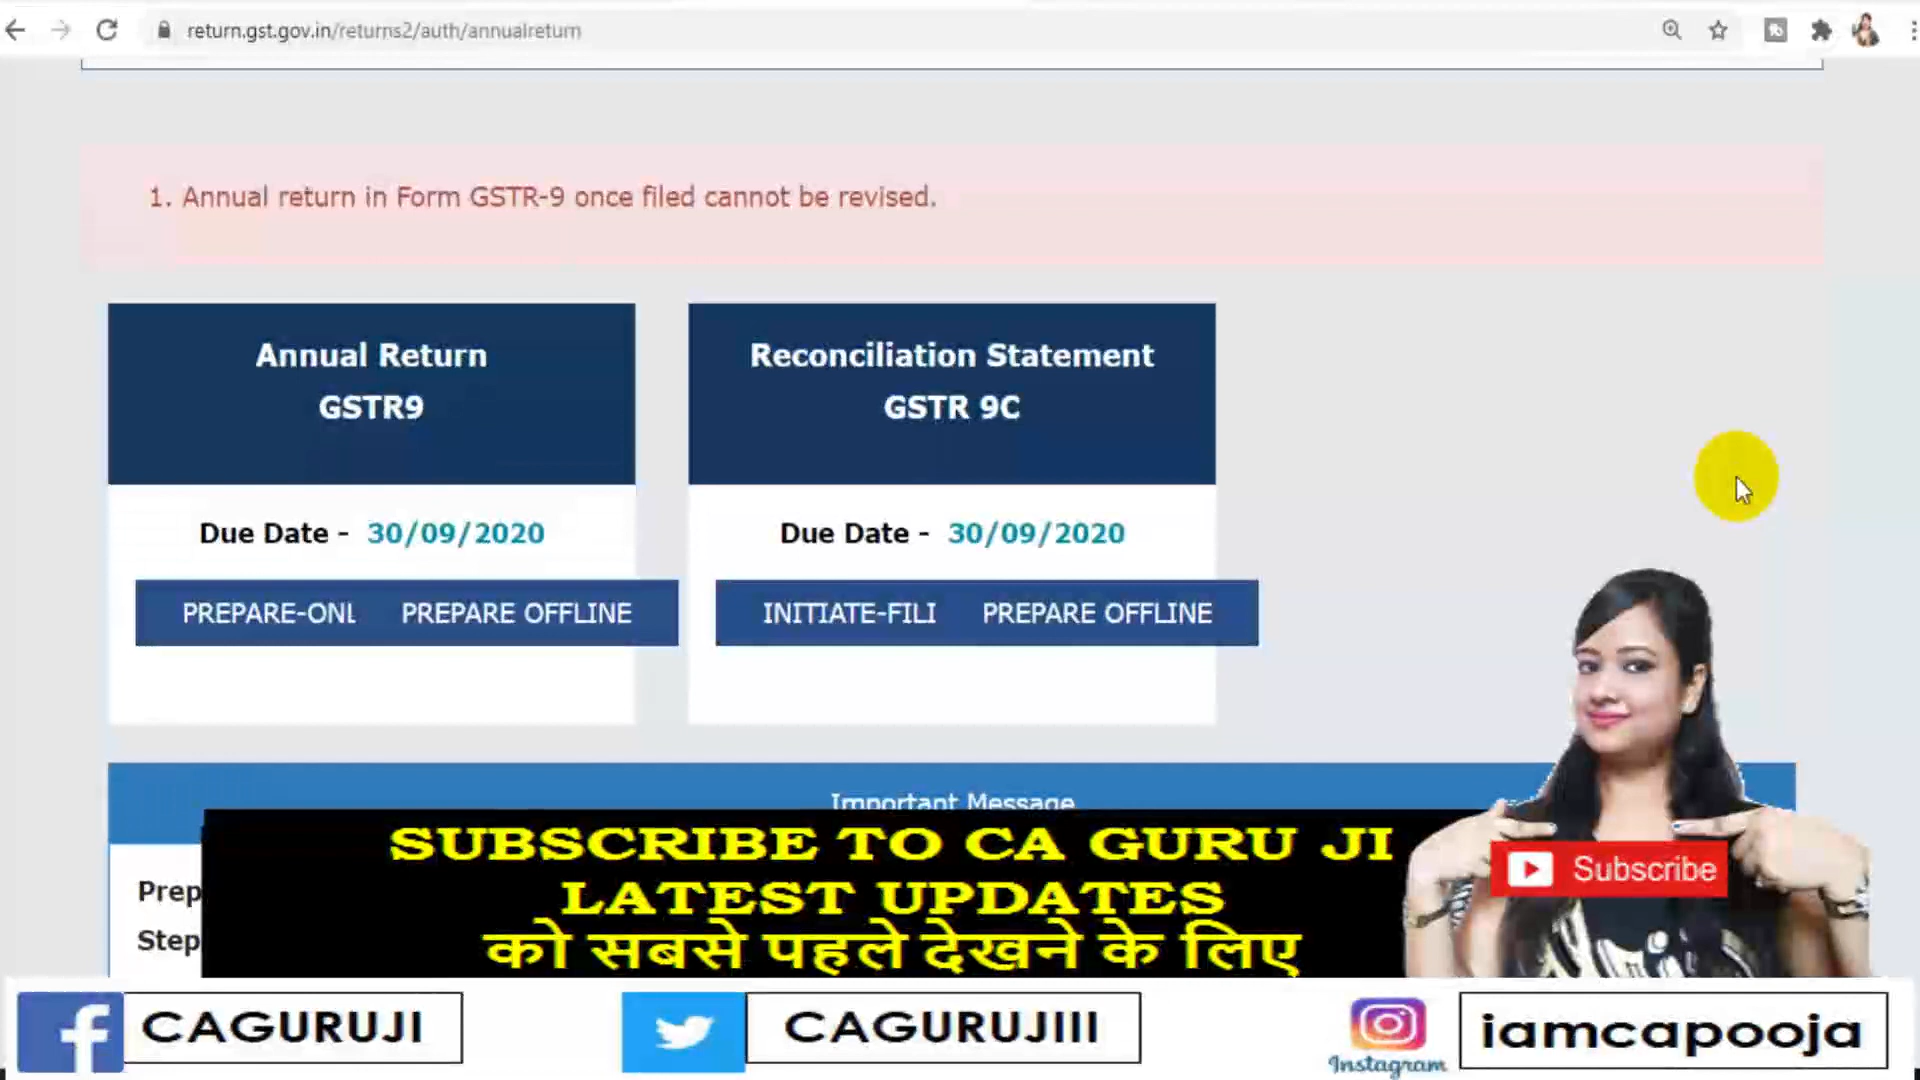 return.gst.gov.in/returns2/auth/annualreturn
1. Annual return in Form GSTR-9 once filed cannot be revised.
Annual Return
GSTR9
Reconciliation Statement
GSTR 9C
Due Date - 30/09/2020
Due Date - 30/09/2020
PREPARE-ONL PREPARE OFFLINE
INITIATE-FILI PREPARE OFFLINE
Important Message
SUBSCRIBE TO CA GURU JI
LATEST UPDATES
को सबसे पहले देखने के लिए
Subscribe
Prep
Step
CAGURUJI
CAGURUJIII
Instagram
iamcapooja